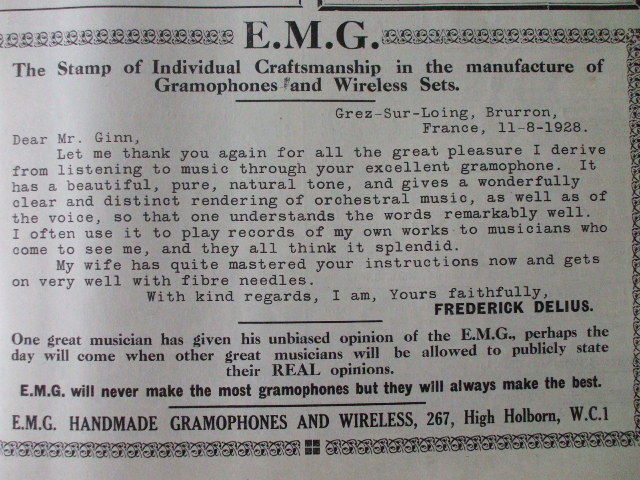 E.M.G.
The Stamp of Individual Craftsmanship in the manufacture of
Gramophones and Wireless Sets.
Grez-Sur-Loing, Brurron,
France, 11-8-1928.
Dear Mr. Ginn,
Let me thank you again for all the great pleasure I derive
from listening to music through your excellent gramophone. It
has a beautiful, pure, natural tone, and gives a wonderfully
clear and distinct rendering of orchestral music, as well as of
the voice, so that one understands the words remarkably well.
I often use it to play records of my own works to musicians who
come to see me, and they all think it splendid.
My wife has quite mastered your instructions now and gets
on very well with fibre needles.
With kind regards, I am, Yours faithfully,
FREDERICK DELIUS.
One great musician has given his unbiased opinion of the E.M.G., perhaps the
day will come when other great musicians will be allowed to publicly state
their REAL opinions.
E.M.G. will never make the most gramophones but they will always make the best.
E.M.G. HANDMADE GRAMOPHONES AND WIRELESS, 267, High Holborn, W.C.1